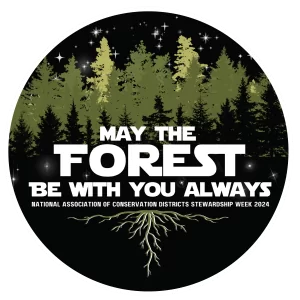 MAY THE
FOREST
BE WITH YOU ALWAYS
NATIONAL ASSOCIATION OF CONSERVATION DISTRICTS STEWARDSHIP WEEK 2024